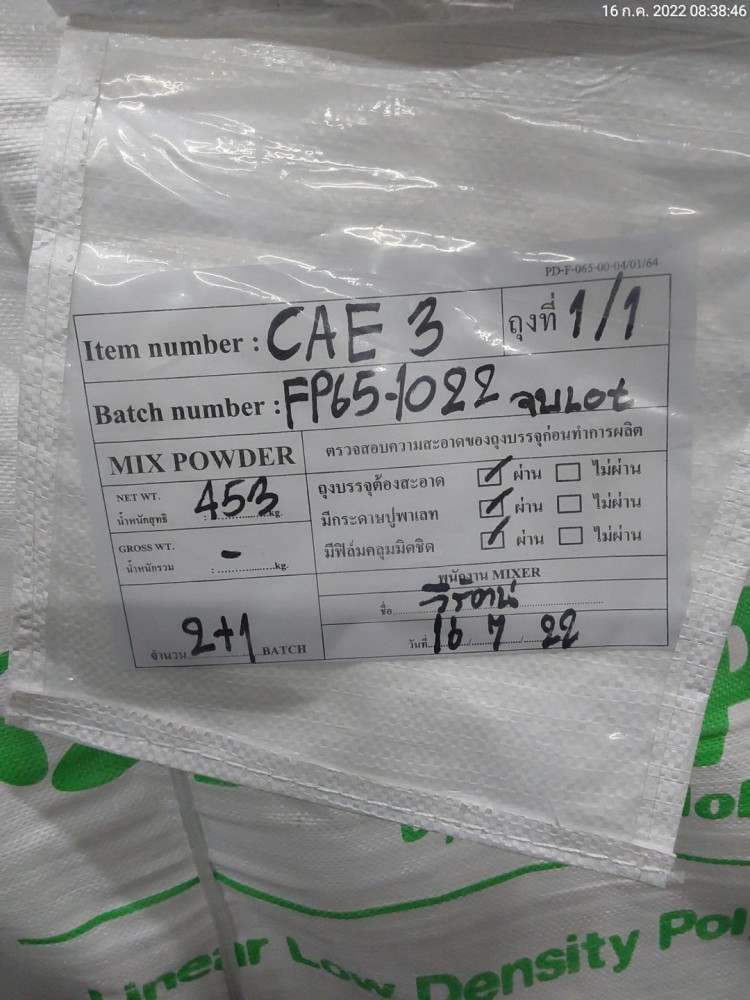 16 ก.ค. 2022 08:38:46
PD-F-065-00-04/01/64
Item number : CAE 3 ถุงที่ 1/1
Batch number : FP65-1022 จบLot
MIX POWDER
NET WT.
น้ำหนักสุทธิ : 453 kg.
GROSS WT. -
น้ำหนักรวม :..............kg.
จำนวน 2+1 BATCH
ตรวจสอบความสะอาดของถุงบรรจุก่อนทำการผลิต
ถุงบรรจุต้องสะอาด ☑ ผ่าน ☐ ไม่ผ่าน
มีกระดาษปูพาเลท ☑ ผ่าน ☐ ไม่ผ่าน
มีฟิล์มคลุมมิดชิด ☑ ผ่าน ☐ ไม่ผ่าน
พนักงาน MIXER
ชื่อ วีรัตน์
วันที่ 16 / 7 / 22
Linear Low Density Pol